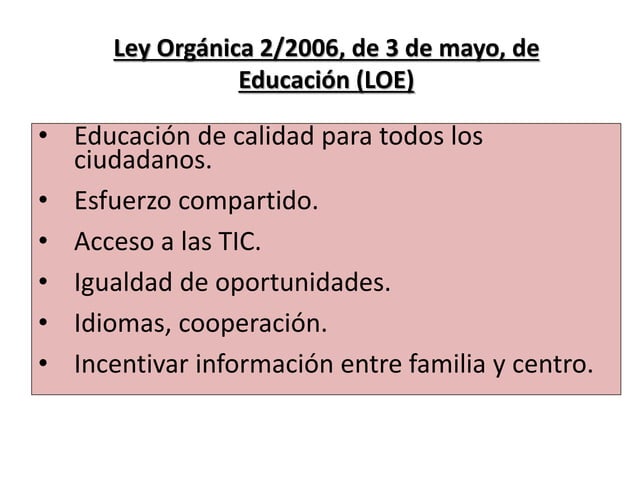 Ley Orgánica 2/2006, de 3 de mayo, de
Educación (LOE)
• Educación de calidad para todos los
ciudadanos.
• Esfuerzo compartido.
• Acceso a las TIC.
• Igualdad de oportunidades.
• Idiomas, cooperación.
• Incentivar información entre familia y centro.